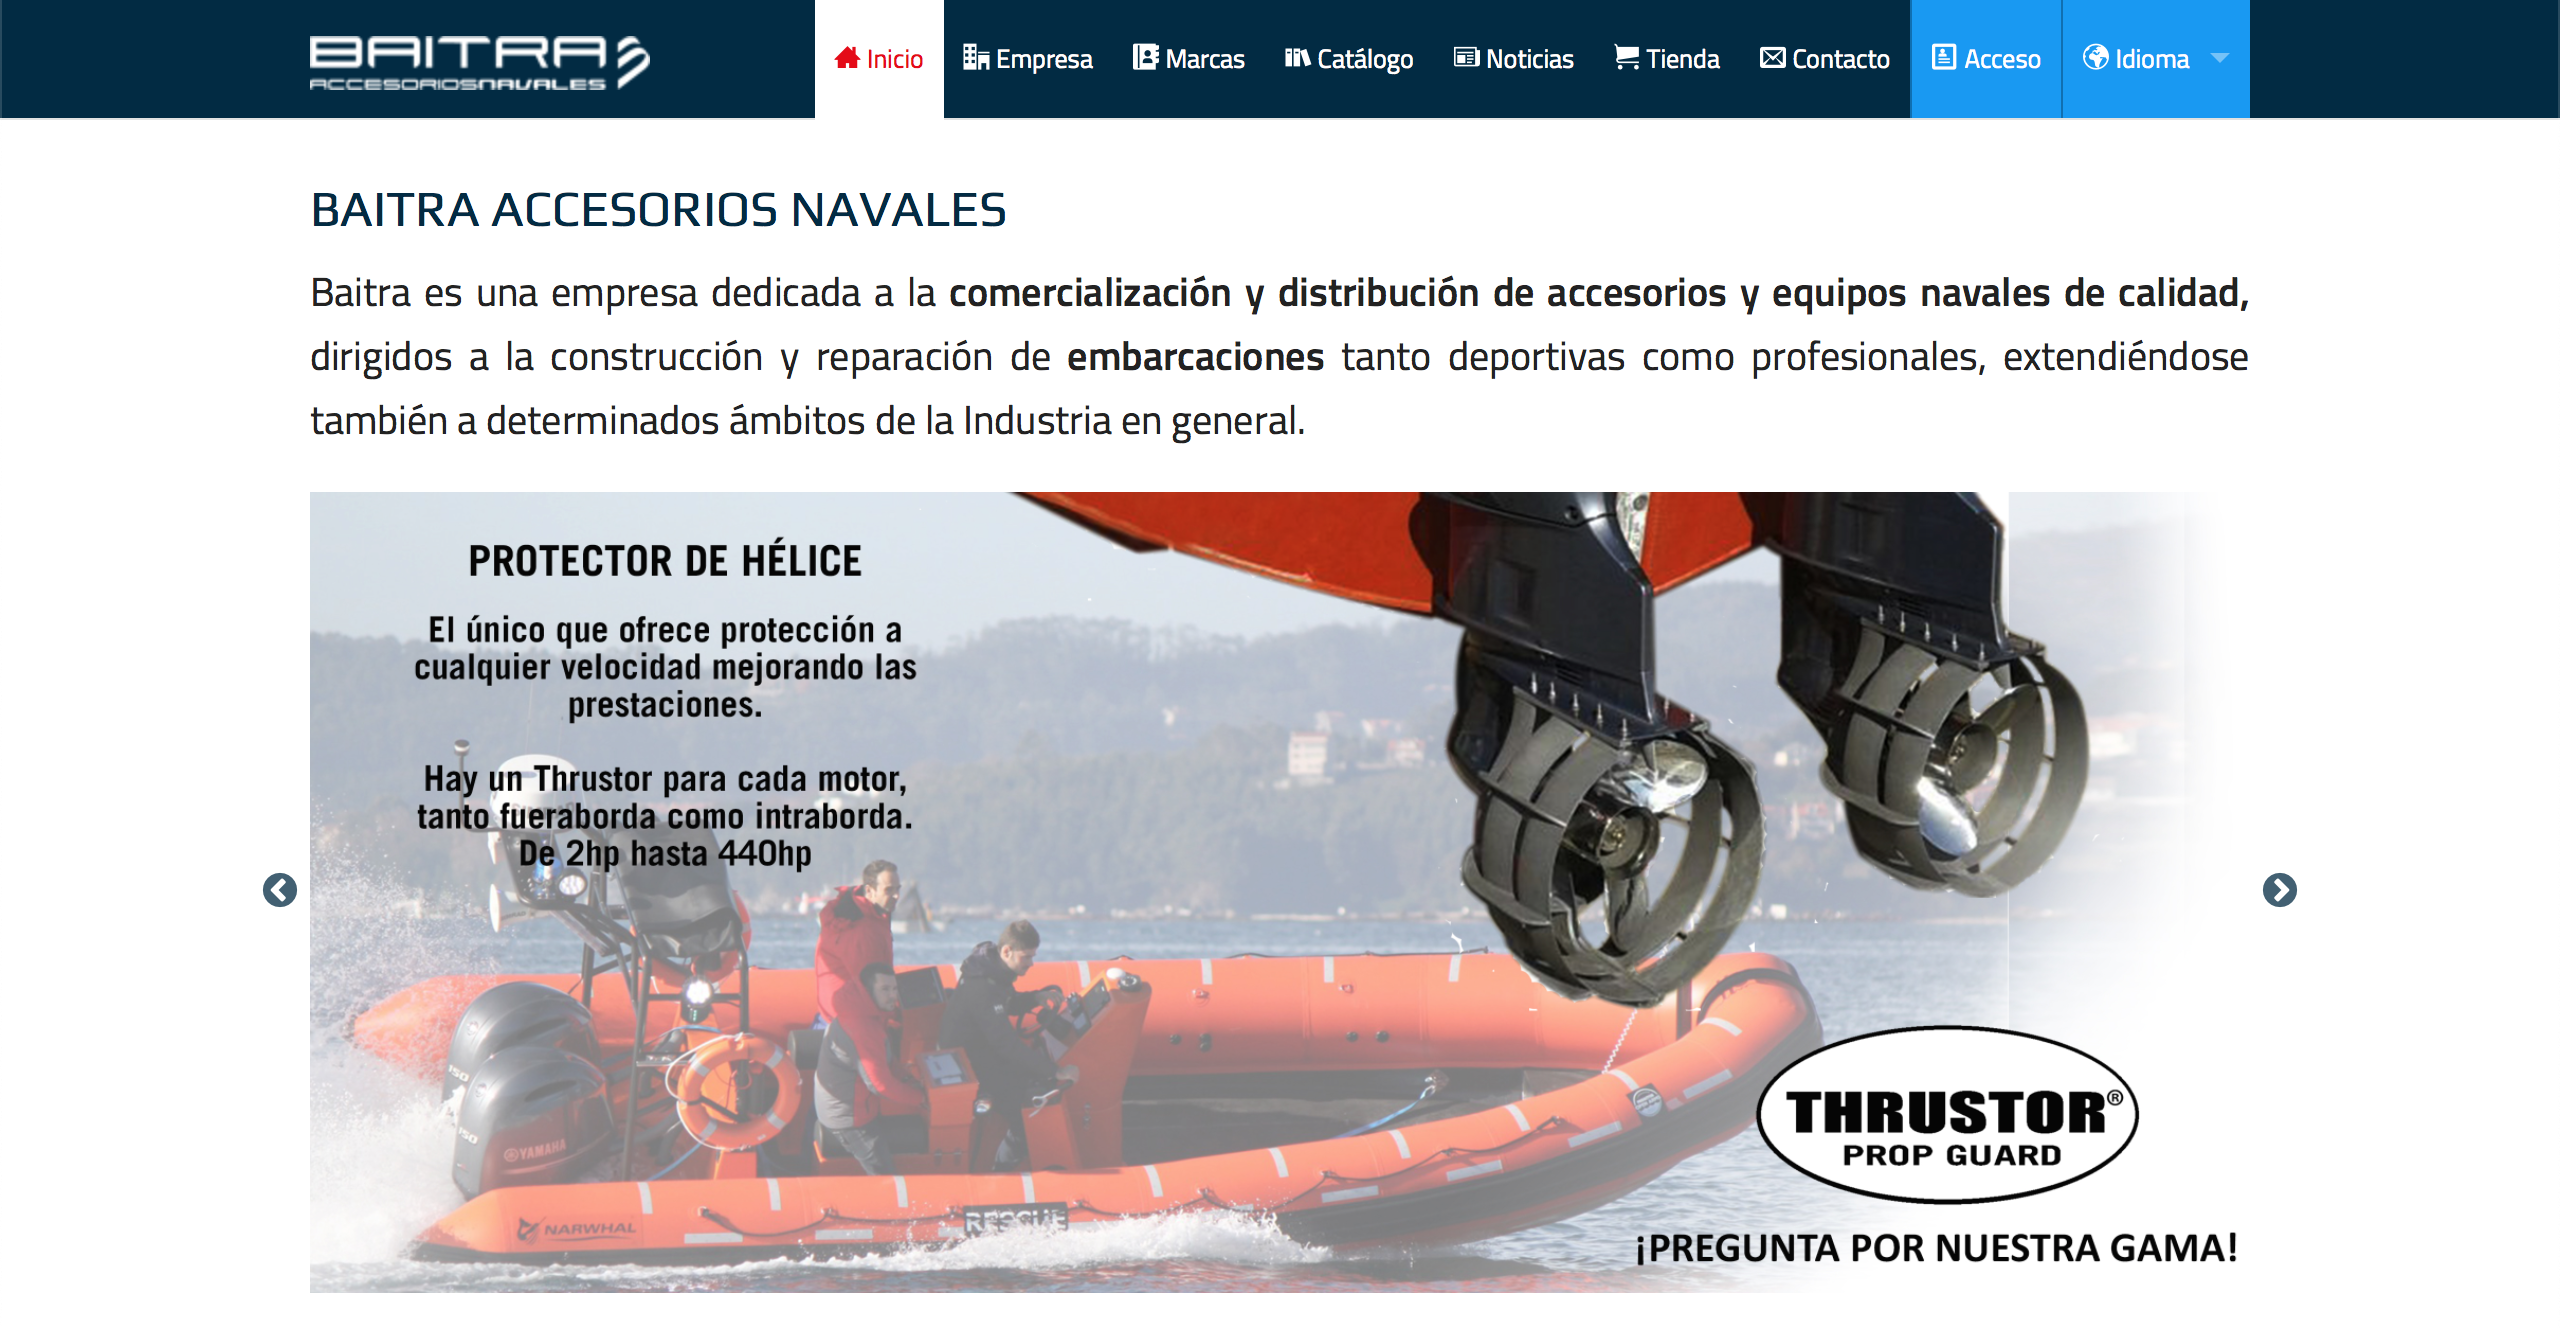 BAITRA
ACCESORIOSNAVALES
Inicio Empresa Marcas Catálogo Noticias Tienda Contacto Acceso Idioma
BAITRA ACCESORIOS NAVALES
Baitra es una empresa dedicada a la comercialización y distribución de accesorios y equipos navales de calidad,
dirigidos a la construcción y reparación de embarcaciones tanto deportivas como profesionales, extendiéndose
también a determinados ámbitos de la Industria en general.
PROTECTOR DE HÉLICE
El único que ofrece protección a
cualquier velocidad mejorando las
prestaciones.
Hay un Thrustor para cada motor,
tanto fueraborda como intraborda.
De 2hp hasta 440hp
150
150
YAMAHA
NARWHAL
RESCUE
THRUSTOR®
PROP GUARD
¡PREGUNTA POR NUESTRA GAMA!